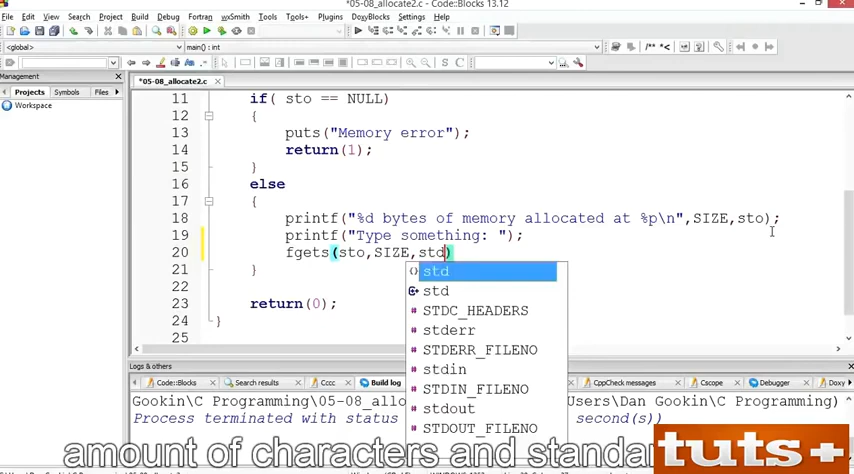 *05-08_allocate2.c - Code::Blocks 13.12
File Edit View Search Project Build Debug Fortran wxSmith Tools Tools+ Plugins DoxyBlocks Settings Help
<global> main() : int
Management
Projects Symbols Files
Workspace
*05-08_allocate2.c
11 if( sto == NULL)
12 {
13 puts("Memory error");
14 return(1);
15 }
16 else
17 {
18 printf("%d bytes of memory allocated at %p\n",SIZE,sto);
19 printf("Type something: ");
20 fgets(sto,SIZE,std)
21 }
22
23 return(0);
24 }
25
std
std
STDC_HEADERS
stderr
STDERR_FILENO
stdin
STDIN_FILENO
stdout
STDOUT_FILENO
Logs & others
Code::Blocks Search results Cccc Build log CppCheck messages Cscope Debugger Doxy
Gookin\C Programming\05-08_allo Users\Dan Gookin\C Programming)
Process terminated with status second(s))
amount of characters and standar
tuts+